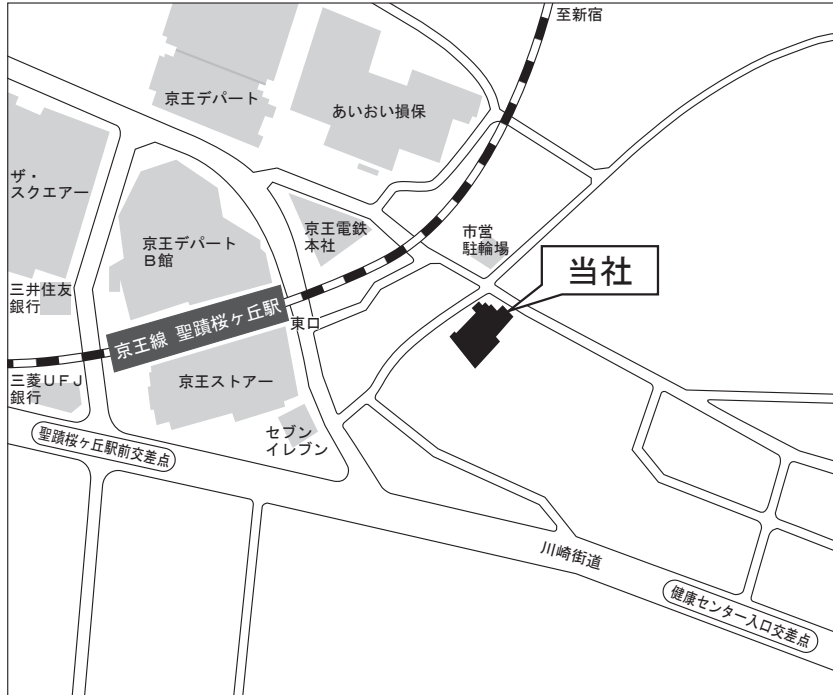 至新宿
京王デパート
あいおい損保
ザ・
スクエアー
京王デパート
B館
京王電鉄
本社
市営
駐輪場
当社
三井住友
銀行
京王線 聖蹟桜ヶ丘駅
東口
三菱UFJ
銀行
京王ストアー
セブン
イレブン
聖蹟桜ヶ丘駅前交差点
川崎街道
健康センター入口交差点